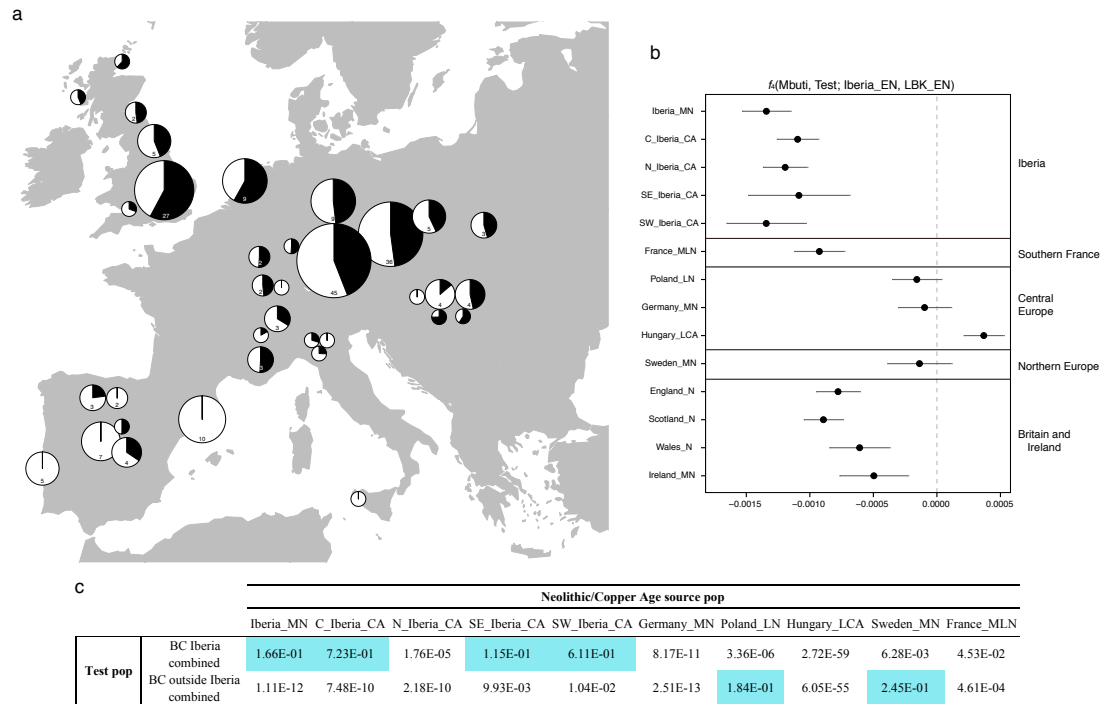 a
2
5
27
9
9
5
3
36
2
45
2
4
4
3
3
3
2
10
7
4
5
b
f4(Mbuti, Test; Iberia_EN, LBK_EN)
Iberia_MN
C_Iberia_CA
N_Iberia_CA
SE_Iberia_CA
SW_Iberia_CA
Iberia
France_MLN
Southern France
Poland_LN
Germany_MN
Hungary_LCA
Central
Europe
Sweden_MN
Northern Europe
England_N
Scotland_N
Wales_N
Ireland_MN
Britain and
Ireland
−0.0015 −0.0010 −0.0005 0.0000 0.0005
c
Neolithic/Copper Age source pop
Iberia_MN C_Iberia_CA N_Iberia_CA SE_Iberia_CA SW_Iberia_CA Germany_MN Poland_LN Hungary_LCA Sweden_MN France_MLN
Test pop
BC Iberia
combined
1.66E-01 7.23E-01 1.76E-05 1.15E-01 6.11E-01 8.17E-11 3.36E-06 2.72E-59 6.28E-03 4.53E-02
BC outside Iberia
combined
1.11E-12 7.48E-10 2.18E-10 9.93E-03 1.04E-02 2.51E-13 1.84E-01 6.05E-55 2.45E-01 4.61E-04